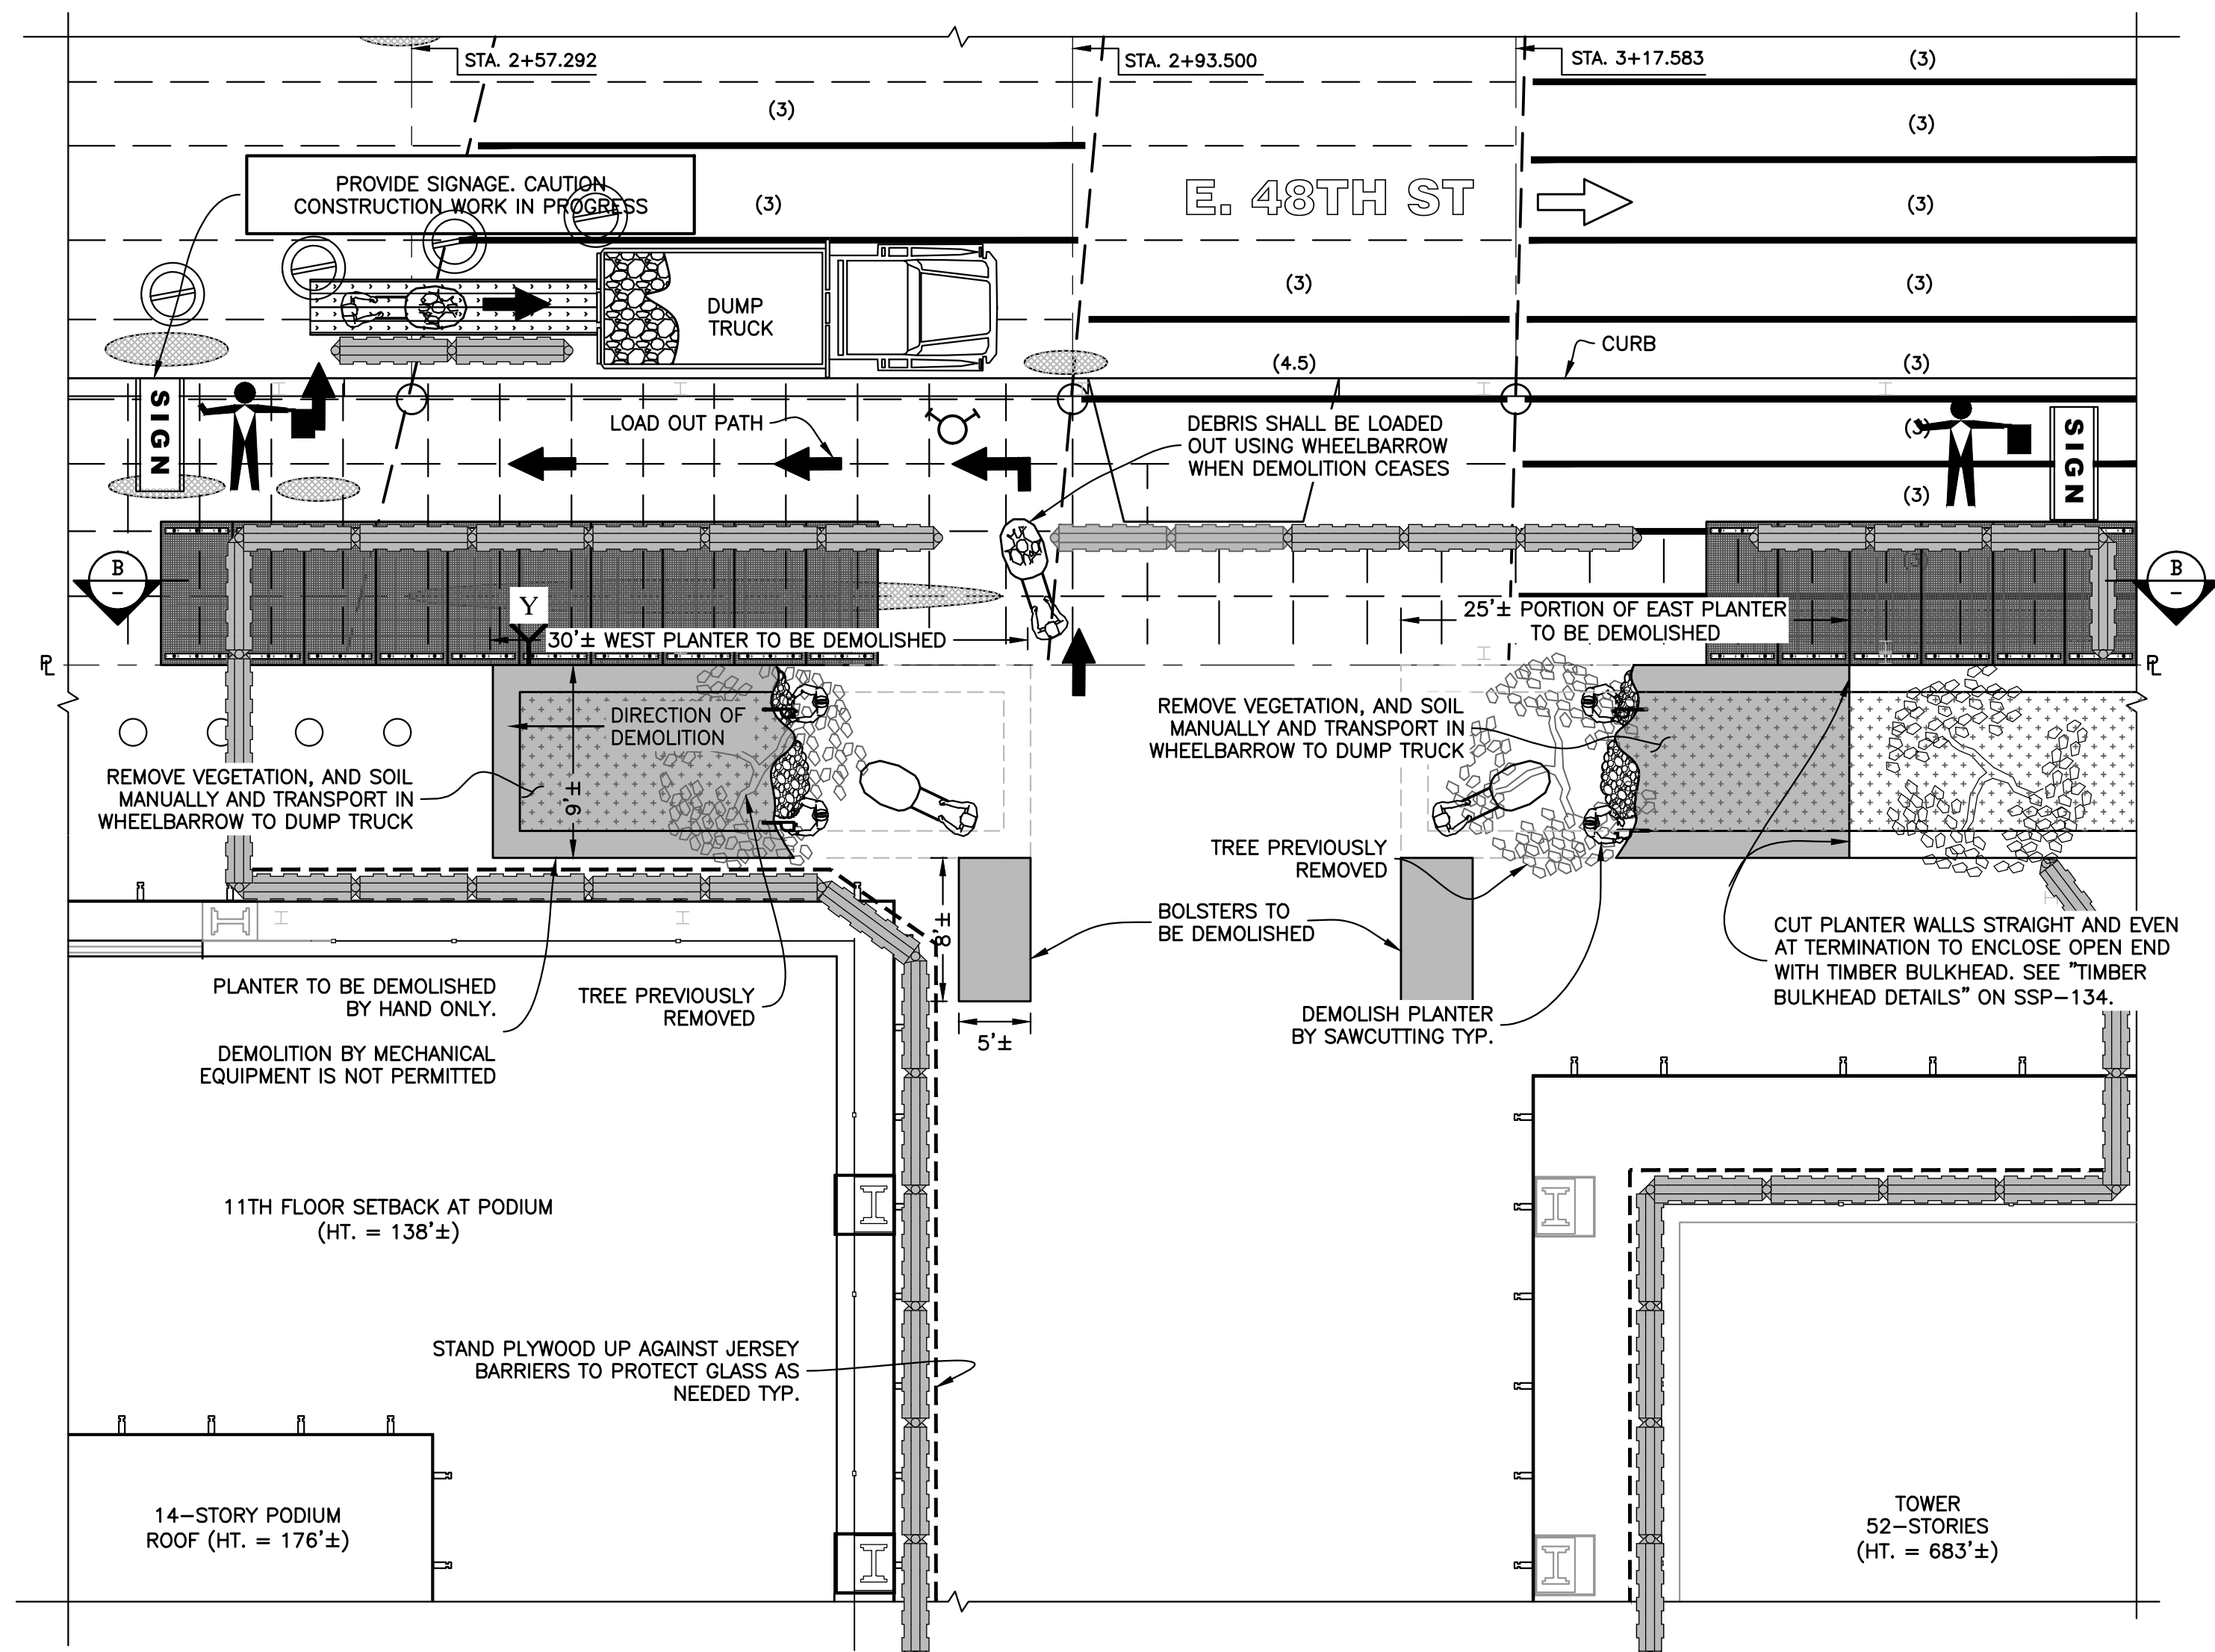 STA. 2+57.292
STA. 2+93.500
STA. 3+17.583
(3)
(3)
(3)
PROVIDE SIGNAGE. CAUTION
CONSTRUCTION WORK IN PROGRESS
(3)
E. 48TH ST
(3)
DUMP
TRUCK
(3)
(3)
CURB
(4.5)
(3)
SIGN
LOAD OUT PATH
DEBRIS SHALL BE LOADED
OUT USING WHEELBARROW
WHEN DEMOLITION CEASES
(3)
SIGN
(3)
B
-
(3)
B
-
Y
30'± WEST PLANTER TO BE DEMOLISHED
25'± PORTION OF EAST PLANTER
TO BE DEMOLISHED
PL
PL
DIRECTION OF
DEMOLITION
9'±
REMOVE VEGETATION, AND SOIL
MANUALLY AND TRANSPORT IN
WHEELBARROW TO DUMP TRUCK
REMOVE VEGETATION, AND SOIL
MANUALLY AND TRANSPORT IN
WHEELBARROW TO DUMP TRUCK
TREE PREVIOUSLY
REMOVED
8'±
BOLSTERS TO
BE DEMOLISHED
CUT PLANTER WALLS STRAIGHT AND EVEN
AT TERMINATION TO ENCLOSE OPEN END
WITH TIMBER BULKHEAD. SEE "TIMBER
BULKHEAD DETAILS" ON SSP-134.
PLANTER TO BE DEMOLISHED
BY HAND ONLY.
TREE PREVIOUSLY
REMOVED
5'±
DEMOLISH PLANTER
BY SAWCUTTING TYP.
DEMOLITION BY MECHANICAL
EQUIPMENT IS NOT PERMITTED
11TH FLOOR SETBACK AT PODIUM
(HT. = 138'±)
STAND PLYWOOD UP AGAINST JERSEY
BARRIERS TO PROTECT GLASS AS
NEEDED TYP.
14-STORY PODIUM
ROOF (HT. = 176'±)
TOWER
52-STORIES
(HT. = 683'±)